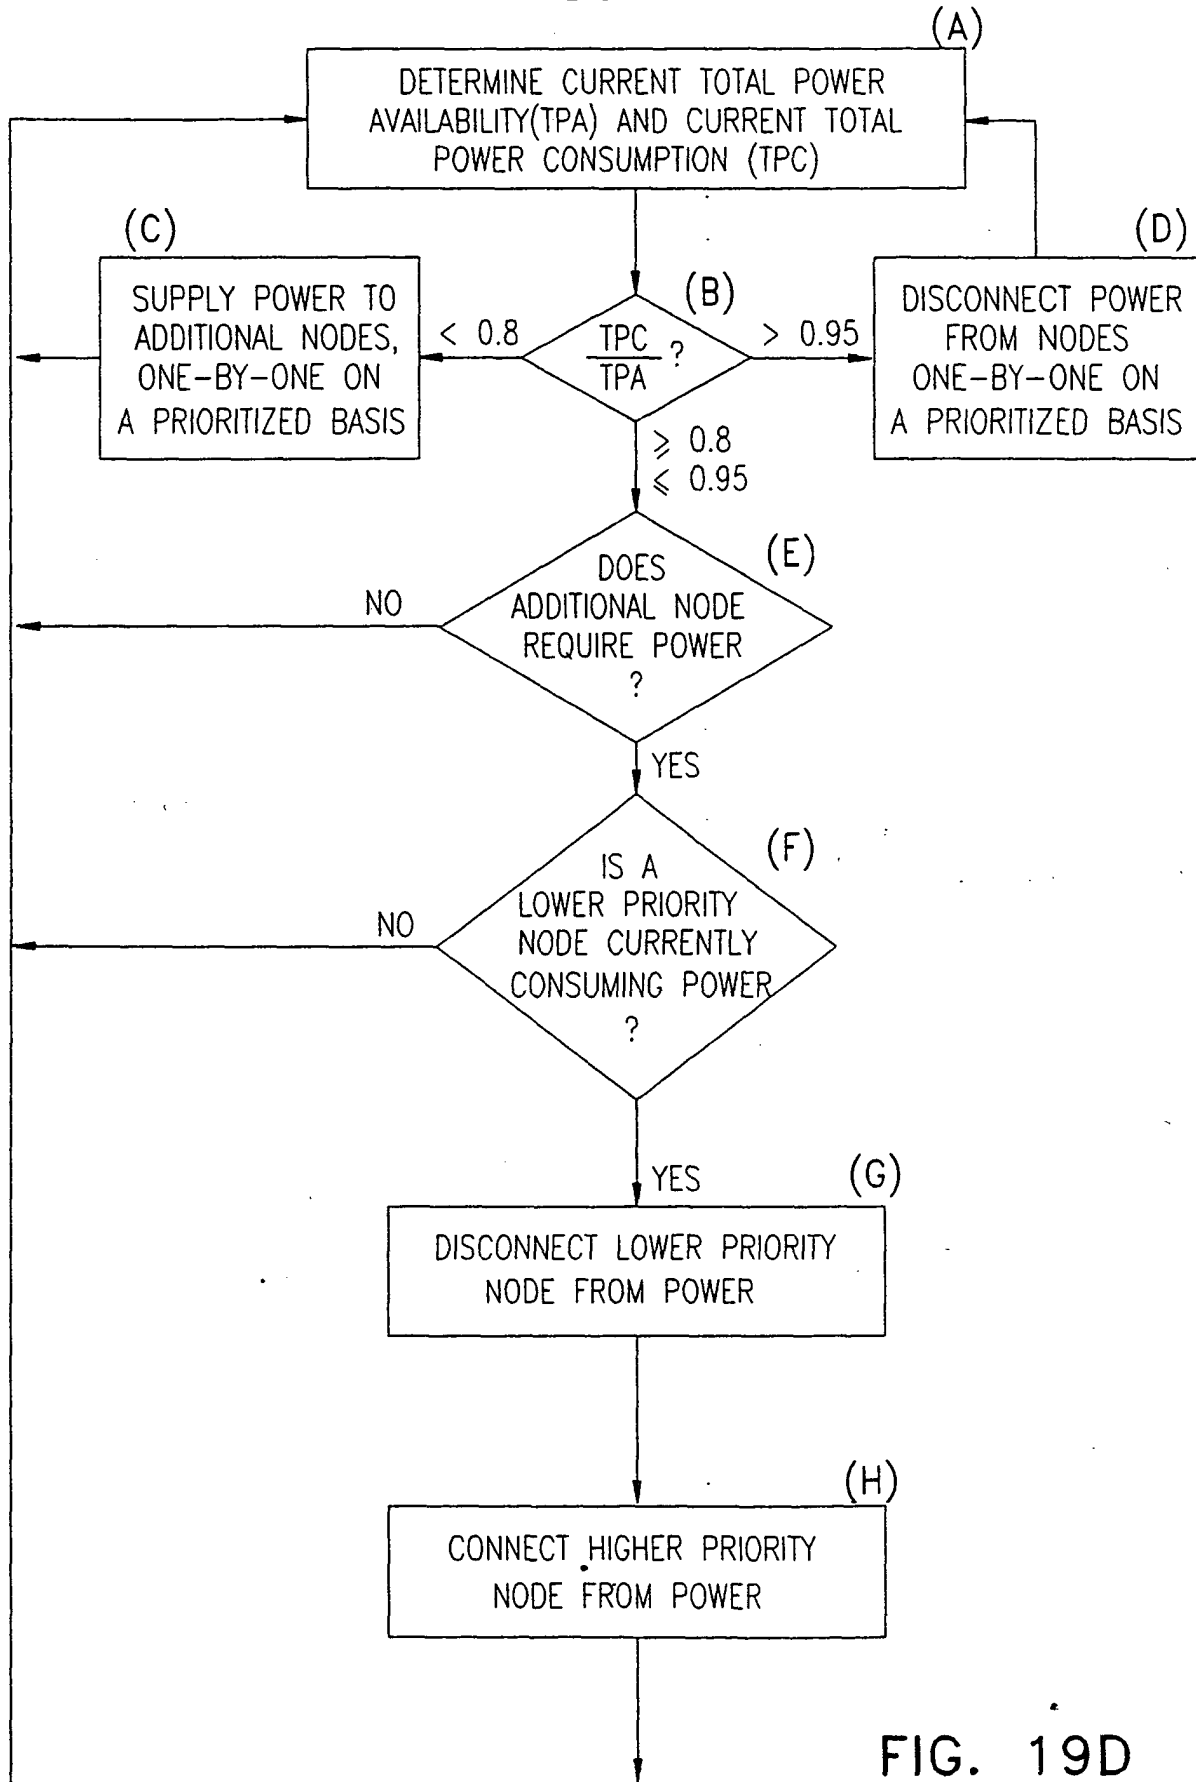 (A)
DETERMINE CURRENT TOTAL POWER
AVAILABILITY(TPA) AND CURRENT TOTAL
POWER CONSUMPTION (TPC)
(C)
SUPPLY POWER TO
ADDITIONAL NODES,
ONE-BY-ONE ON
A PRIORITIZED BASIS
< 0.8
(B)
TPC
TPA
?
> 0.95
(D)
DISCONNECT POWER
FROM NODES
ONE-BY-ONE ON
A PRIORITIZED BASIS
⩾ 0.8
⩽ 0.95
(E)
DOES
ADDITIONAL NODE
REQUIRE POWER
?
NO
YES
(F)
IS A
LOWER PRIORITY
NODE CURRENTLY
CONSUMING POWER
?
NO
YES
(G)
DISCONNECT LOWER PRIORITY
NODE FROM POWER
(H)
CONNECT HIGHER PRIORITY
NODE FROM POWER
FIG. 19D